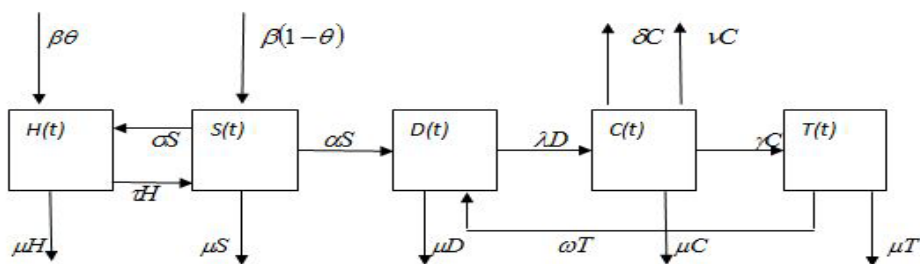 βθ β(1−θ) δC νC
H(t) S(t) D(t) C(t) T(t)
σS αS λD γC
τH
μH μS μD ωT μC μT